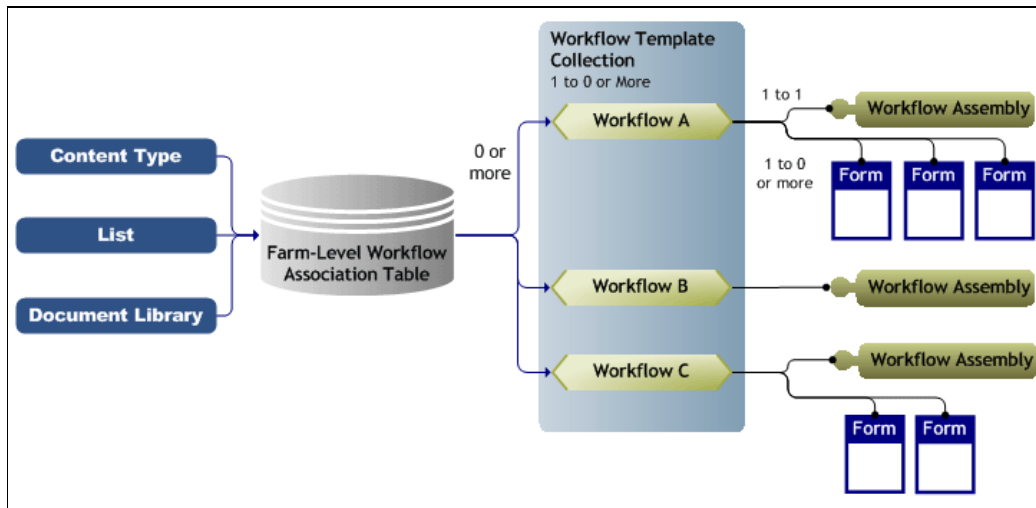 Workflow Template
Collection
1 to 0 or More
Content Type
List
Document Library
Farm-Level Workflow
Association Table
0 or
more
Workflow A
1 to 1
Workflow Assembly
1 to 0
or more
Form
Form
Form
Workflow B
Workflow Assembly
Workflow C
Workflow Assembly
Form
Form